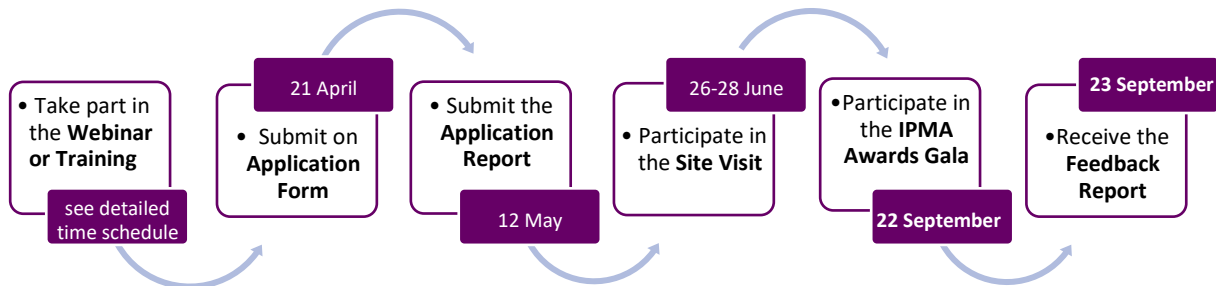 • Take part in
the Webinar
or Training
see detailed
time schedule
21 April
• Submit on
Application
Form
• Submit the
Application
Report
12 May
26-28 June
• Participate in
the Site Visit
•Participate in
the IPMA
Awards Gala
22 September
23 September
•Receive the
Feedback
Report